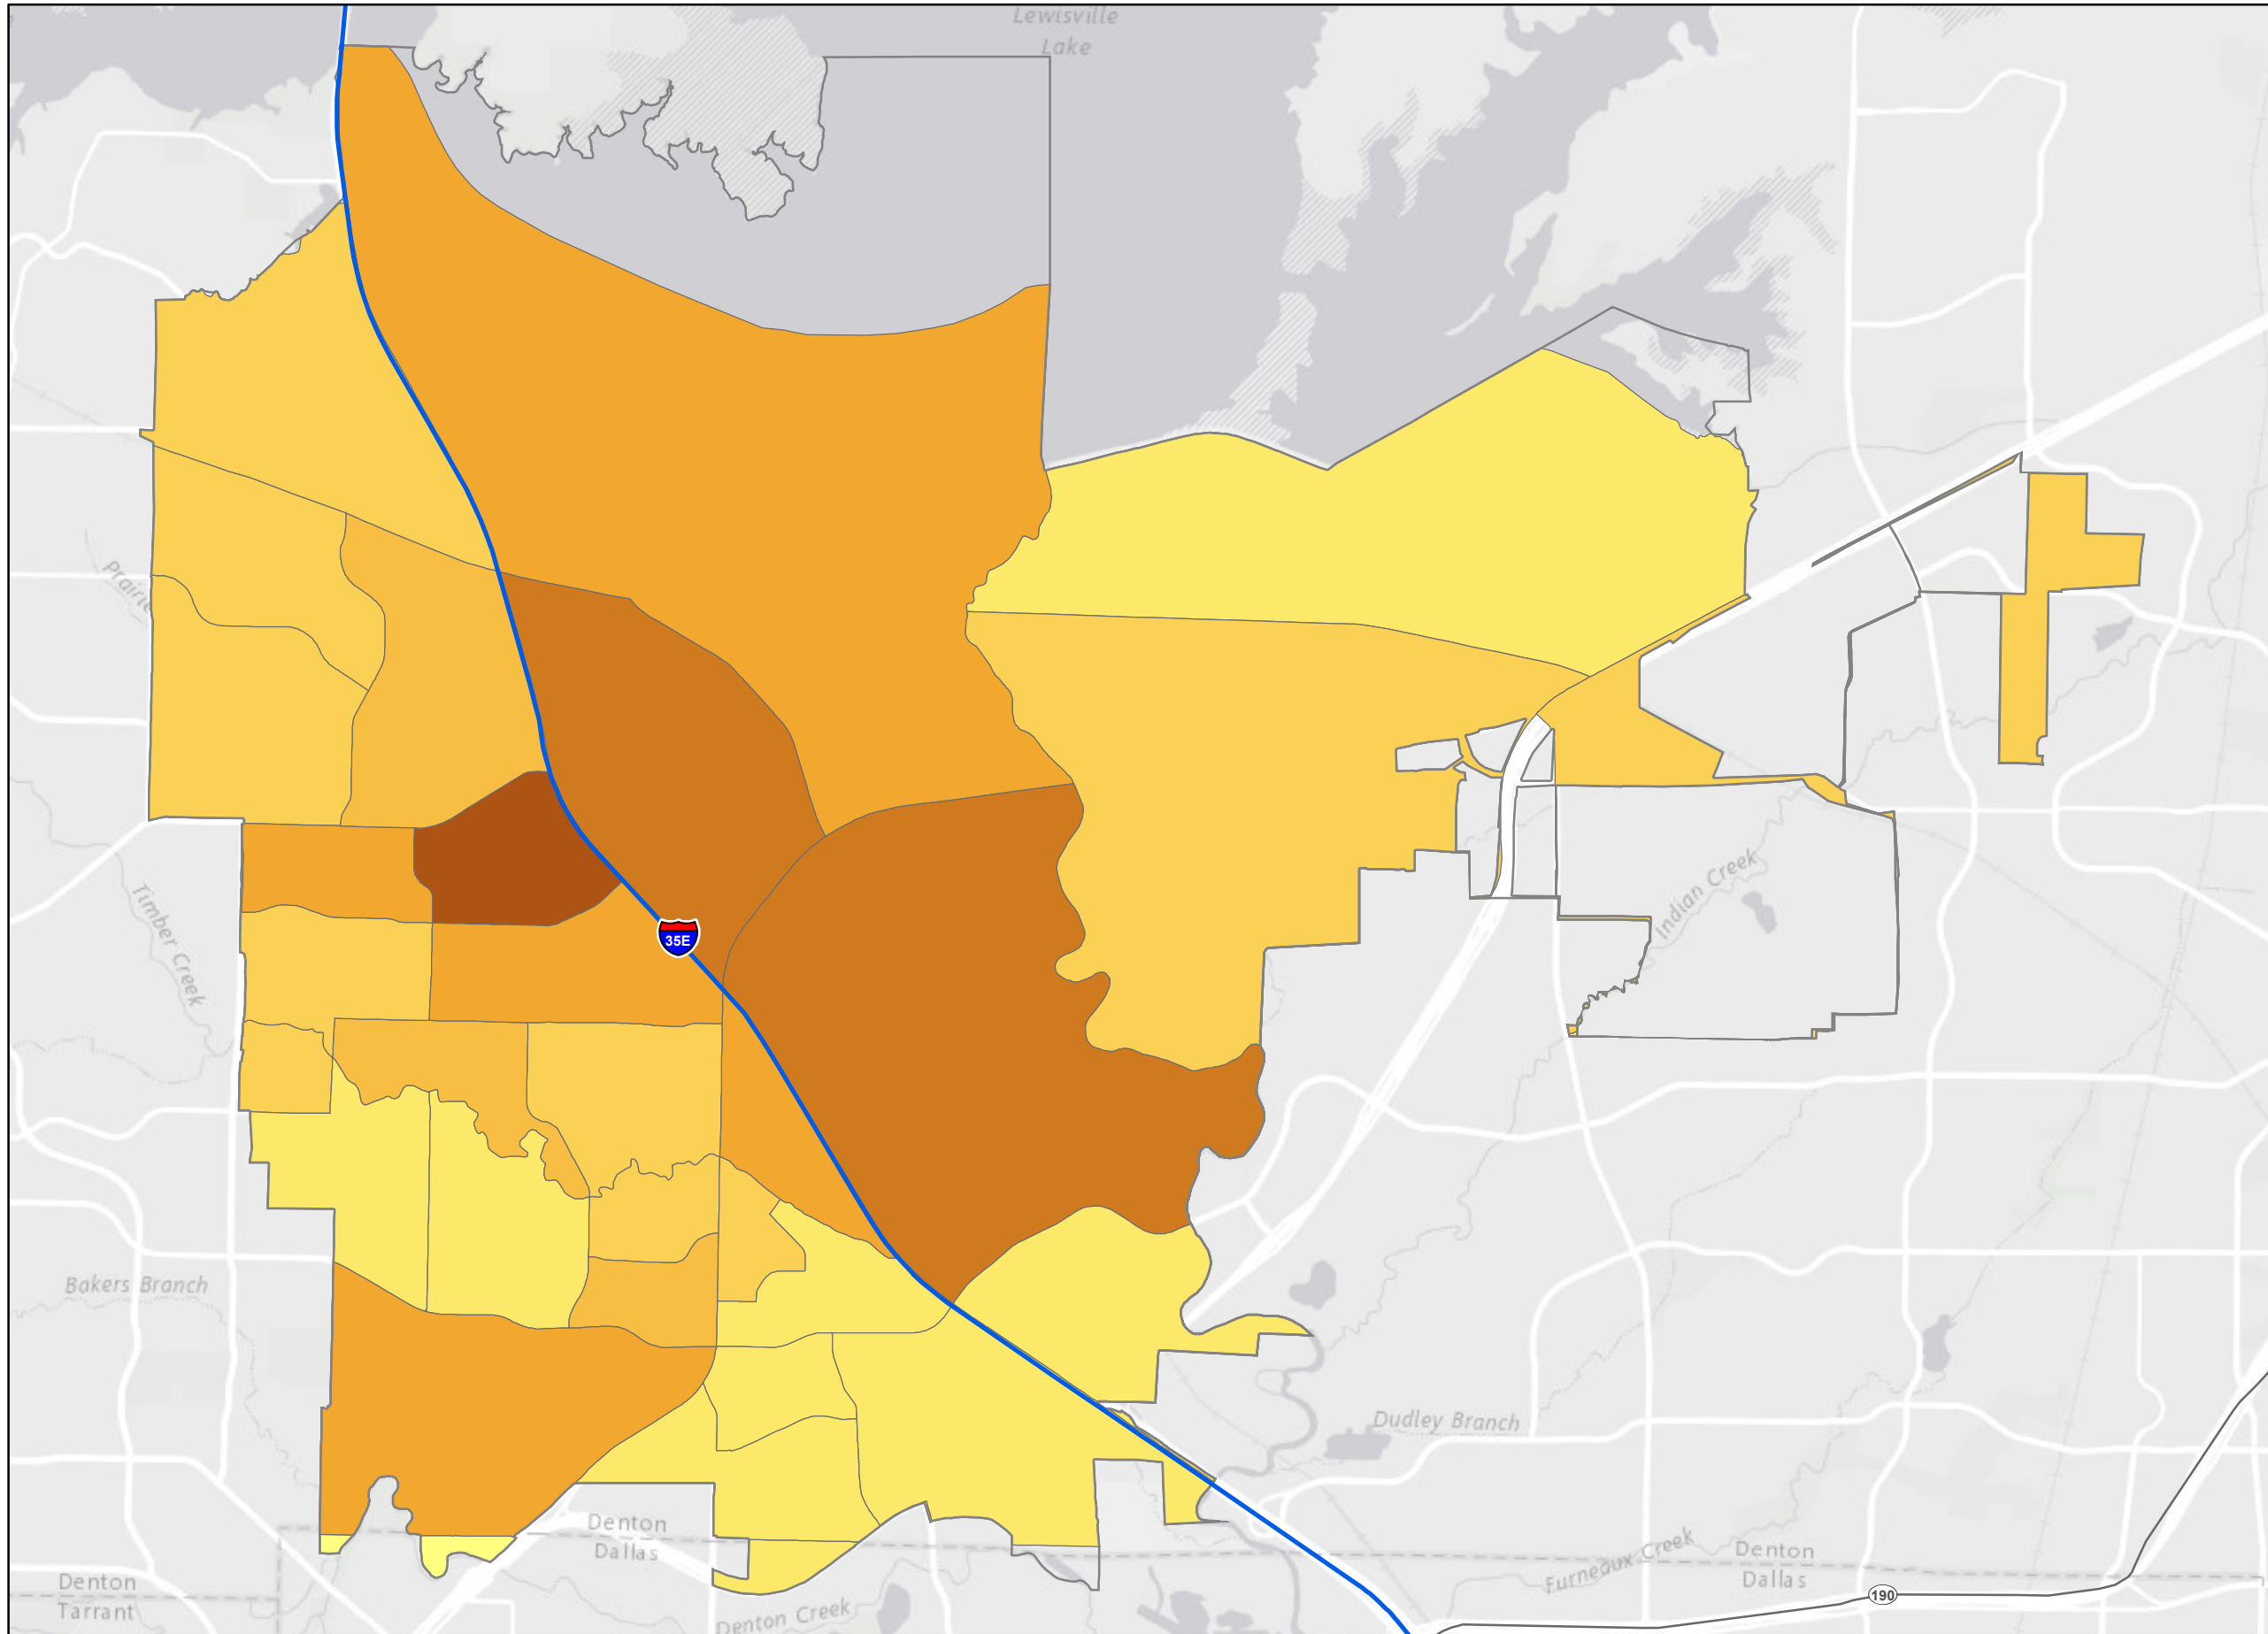 Lewisville
Lake
Prairie
Timber Creek
35E
Indian Creek
Bakers Branch
Dudley Branch
Denton
Dallas
Denton
Tarrant
Denton Creek
Furneaux Creek
Denton
Dallas
190